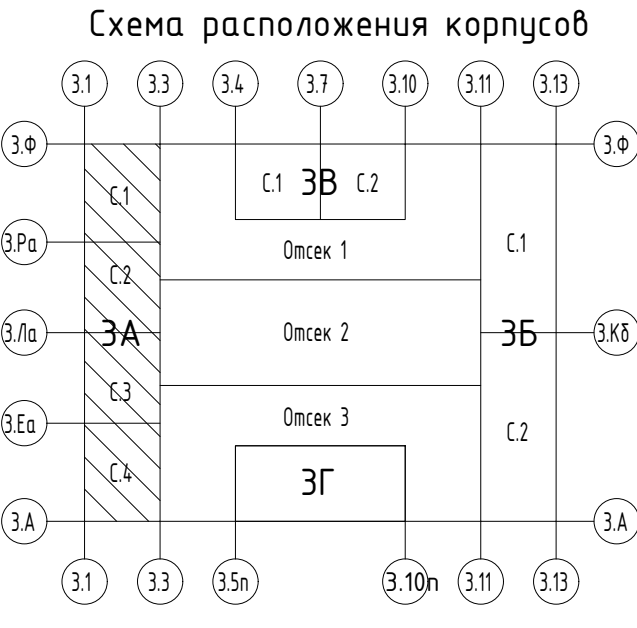 Схема расположения корпусов
3.1 3.3 3.4 3.7 3.10 3.11 3.13
3.Ф 3.Ф
С.1 С.1 3В С.2
3.Ра Отсек 1 С.1
С.2
3.Ла 3А Отсек 2 3Б 3.Кб
С.3
3.Еа Отсек 3 С.2
С.4 3Г
3.А 3.А
3.1 3.3 3.5п 3.10п 3.11 3.13